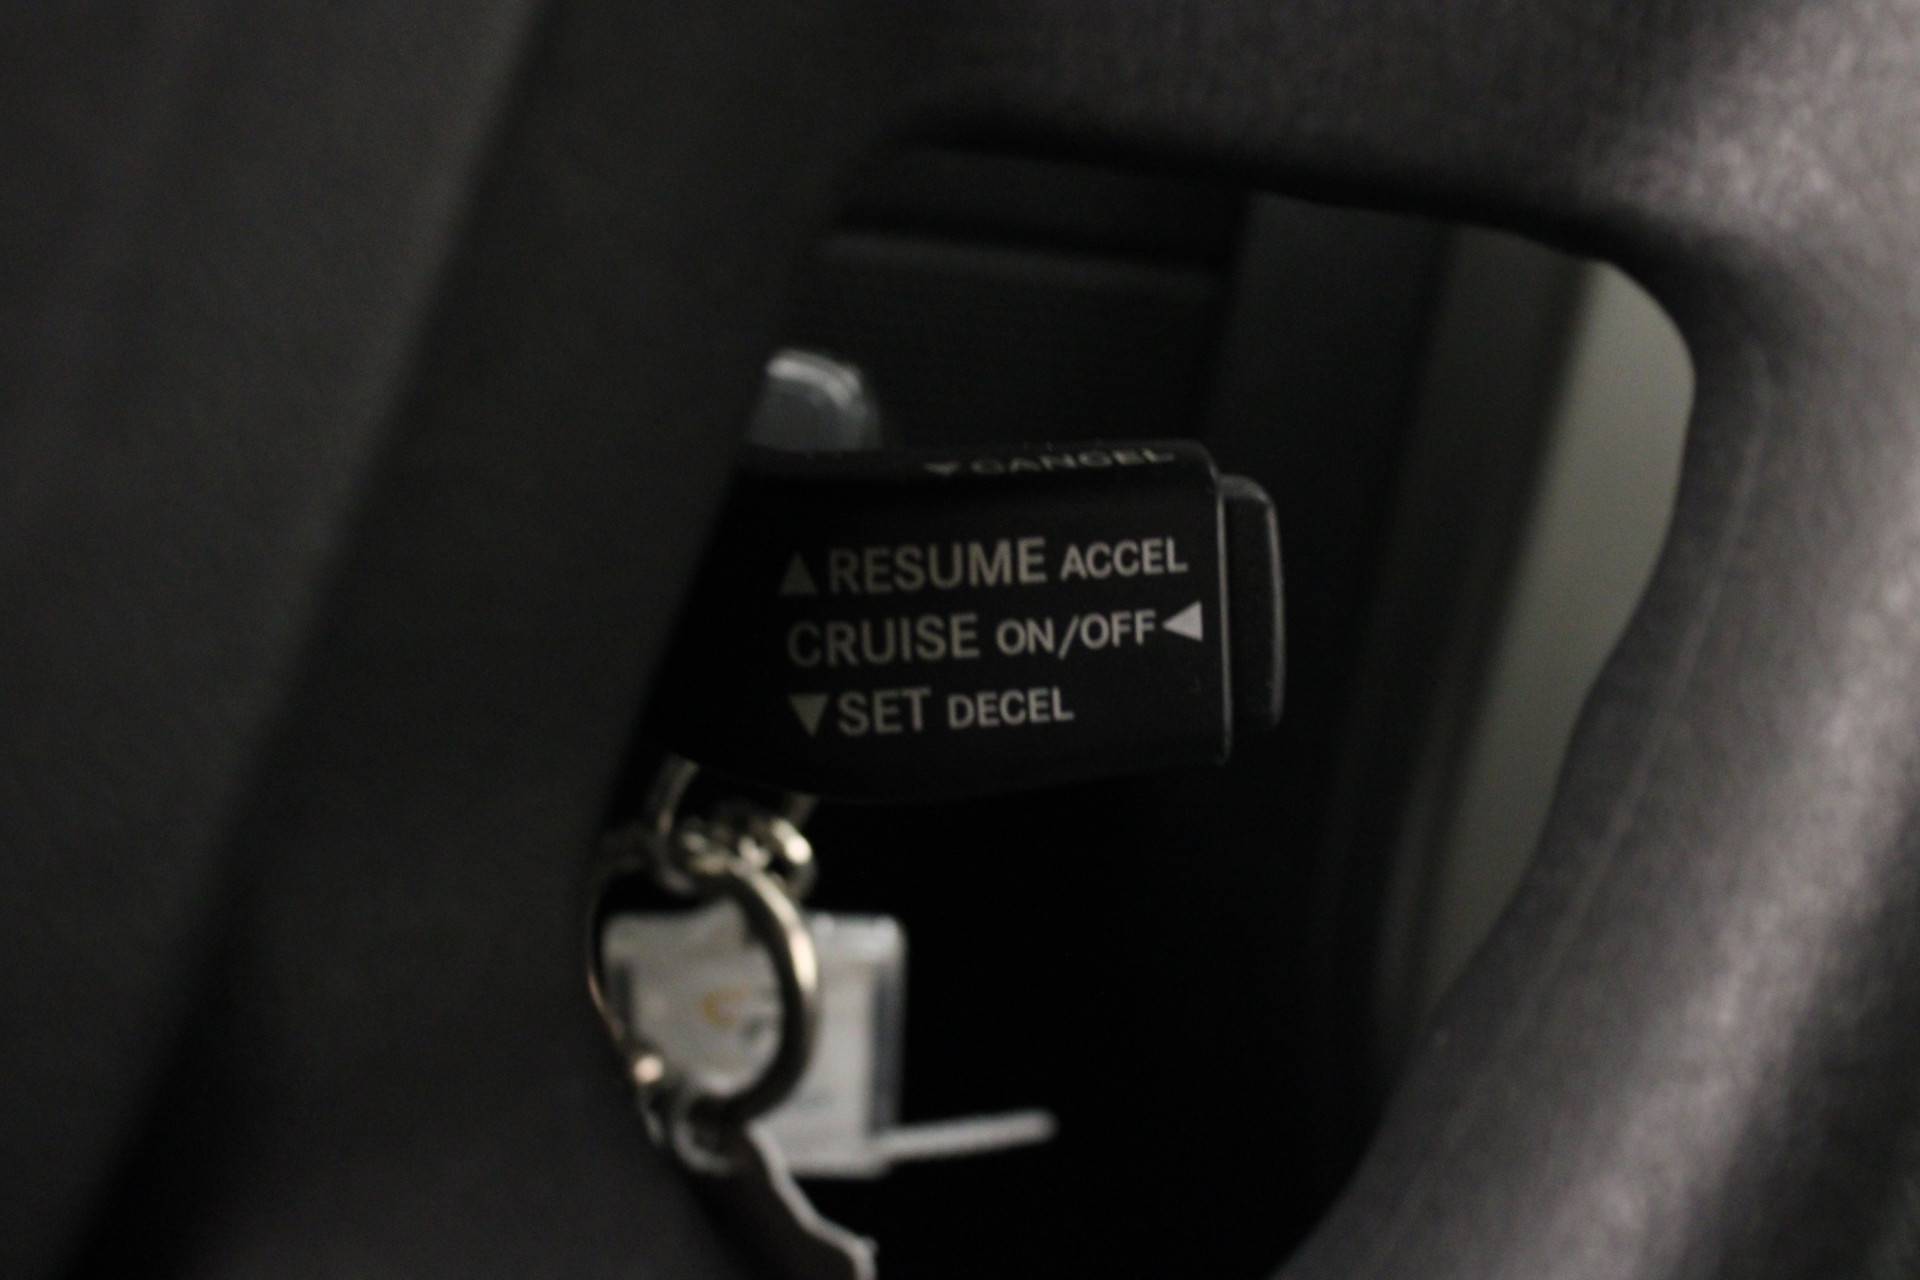 ▼CANCEL
▲RESUME ACCEL
CRUISE ON/OFF◀
▼SET DECEL